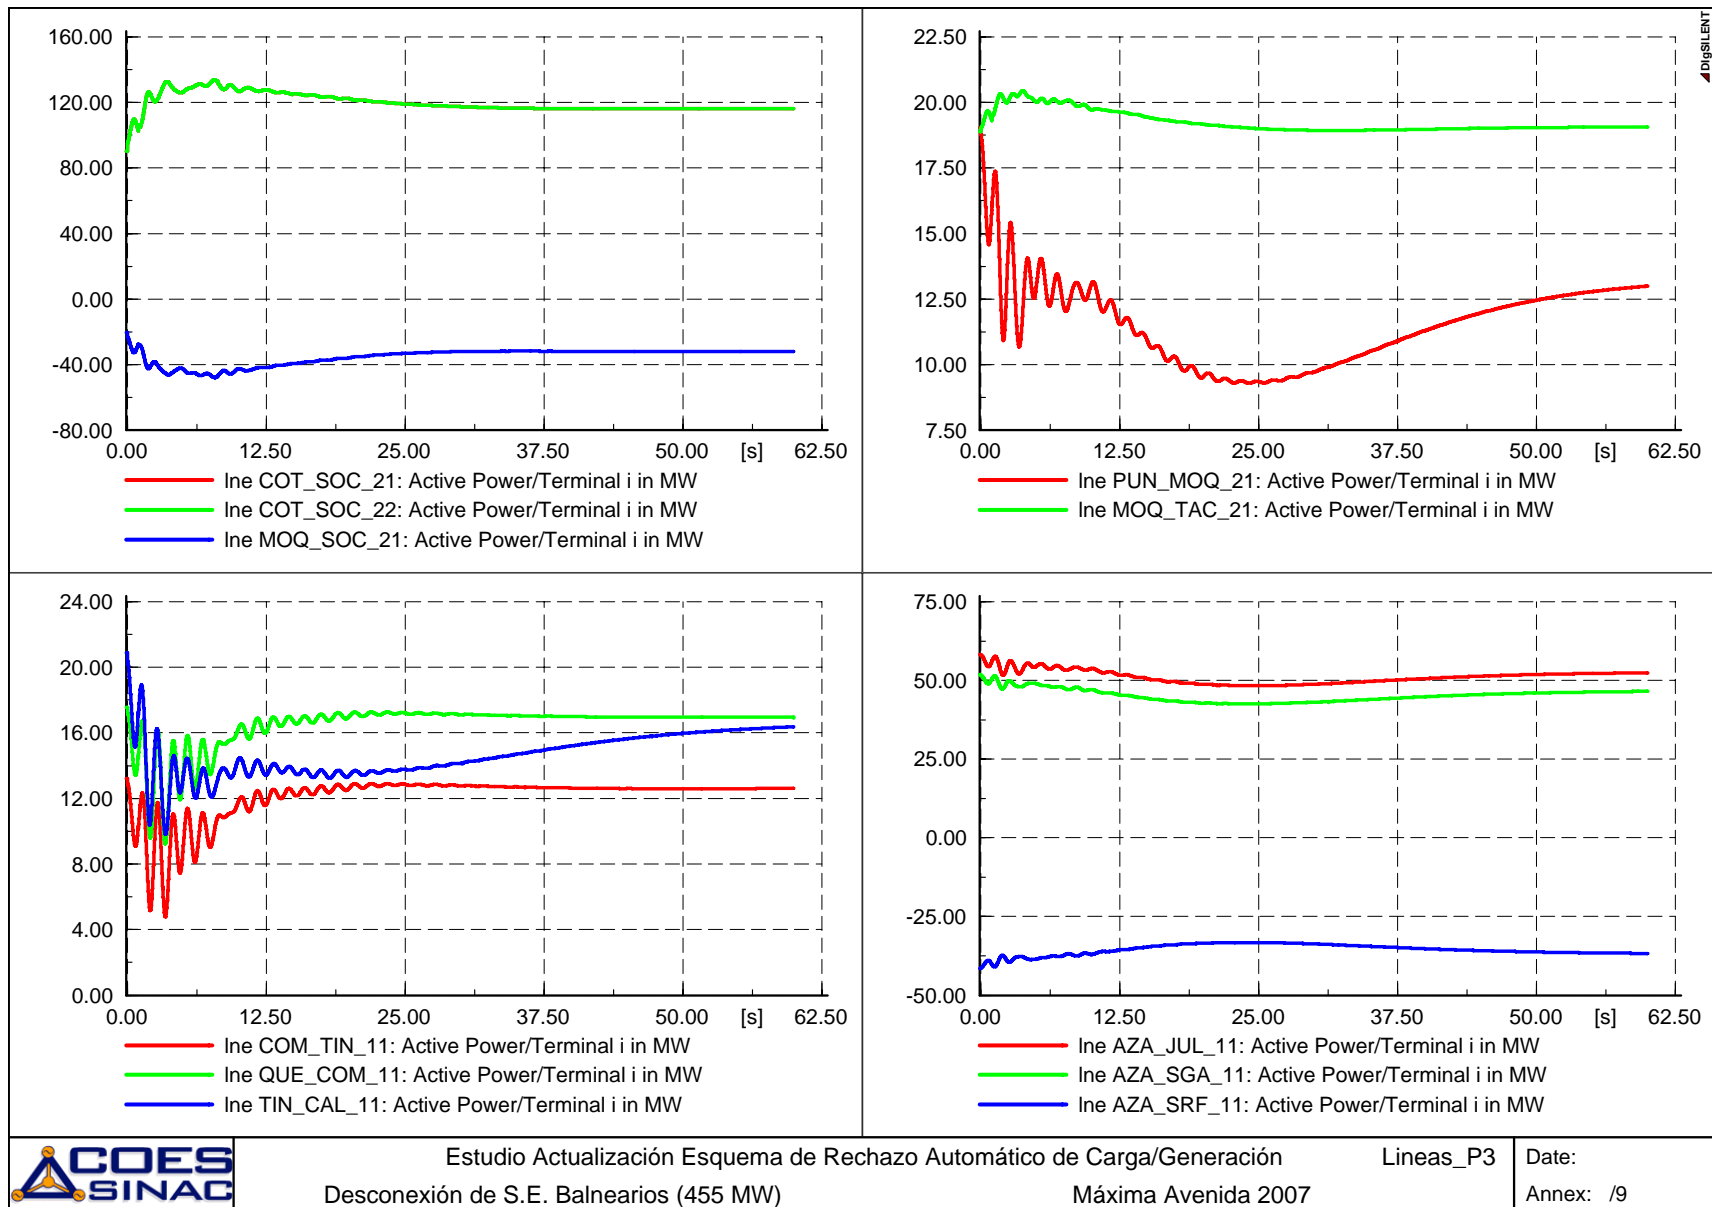 160.00
120.00
80.00
40.00
0.00
-40.00
-80.00
0.00 12.50 25.00 37.50 50.00 [s] 62.50
lne COT_SOC_21: Active Power/Terminal i in MW
lne COT_SOC_22: Active Power/Terminal i in MW
lne MOQ_SOC_21: Active Power/Terminal i in MW
22.50
20.00
17.50
15.00
12.50
10.00
7.50
0.00 12.50 25.00 37.50 50.00 [s] 62.50
lne PUN_MOQ_21: Active Power/Terminal i in MW
lne MOQ_TAC_21: Active Power/Terminal i in MW
DIgSILENT
24.00
20.00
16.00
12.00
8.00
4.00
0.00
0.00 12.50 25.00 37.50 50.00 [s] 62.50
lne COM_TIN_11: Active Power/Terminal i in MW
lne QUE_COM_11: Active Power/Terminal i in MW
lne TIN_CAL_11: Active Power/Terminal i in MW
75.00
50.00
25.00
0.00
-25.00
-50.00
0.00 12.50 25.00 37.50 50.00 [s] 62.50
lne AZA_JUL_11: Active Power/Terminal i in MW
lne AZA_SGA_11: Active Power/Terminal i in MW
lne AZA_SRF_11: Active Power/Terminal i in MW
COES
SINAC
Estudio Actualización Esquema de Rechazo Automático de Carga/Generación Lineas_P3
Desconexión de S.E. Balnearios (455 MW) Máxima Avenida 2007
Date:
Annex: /9